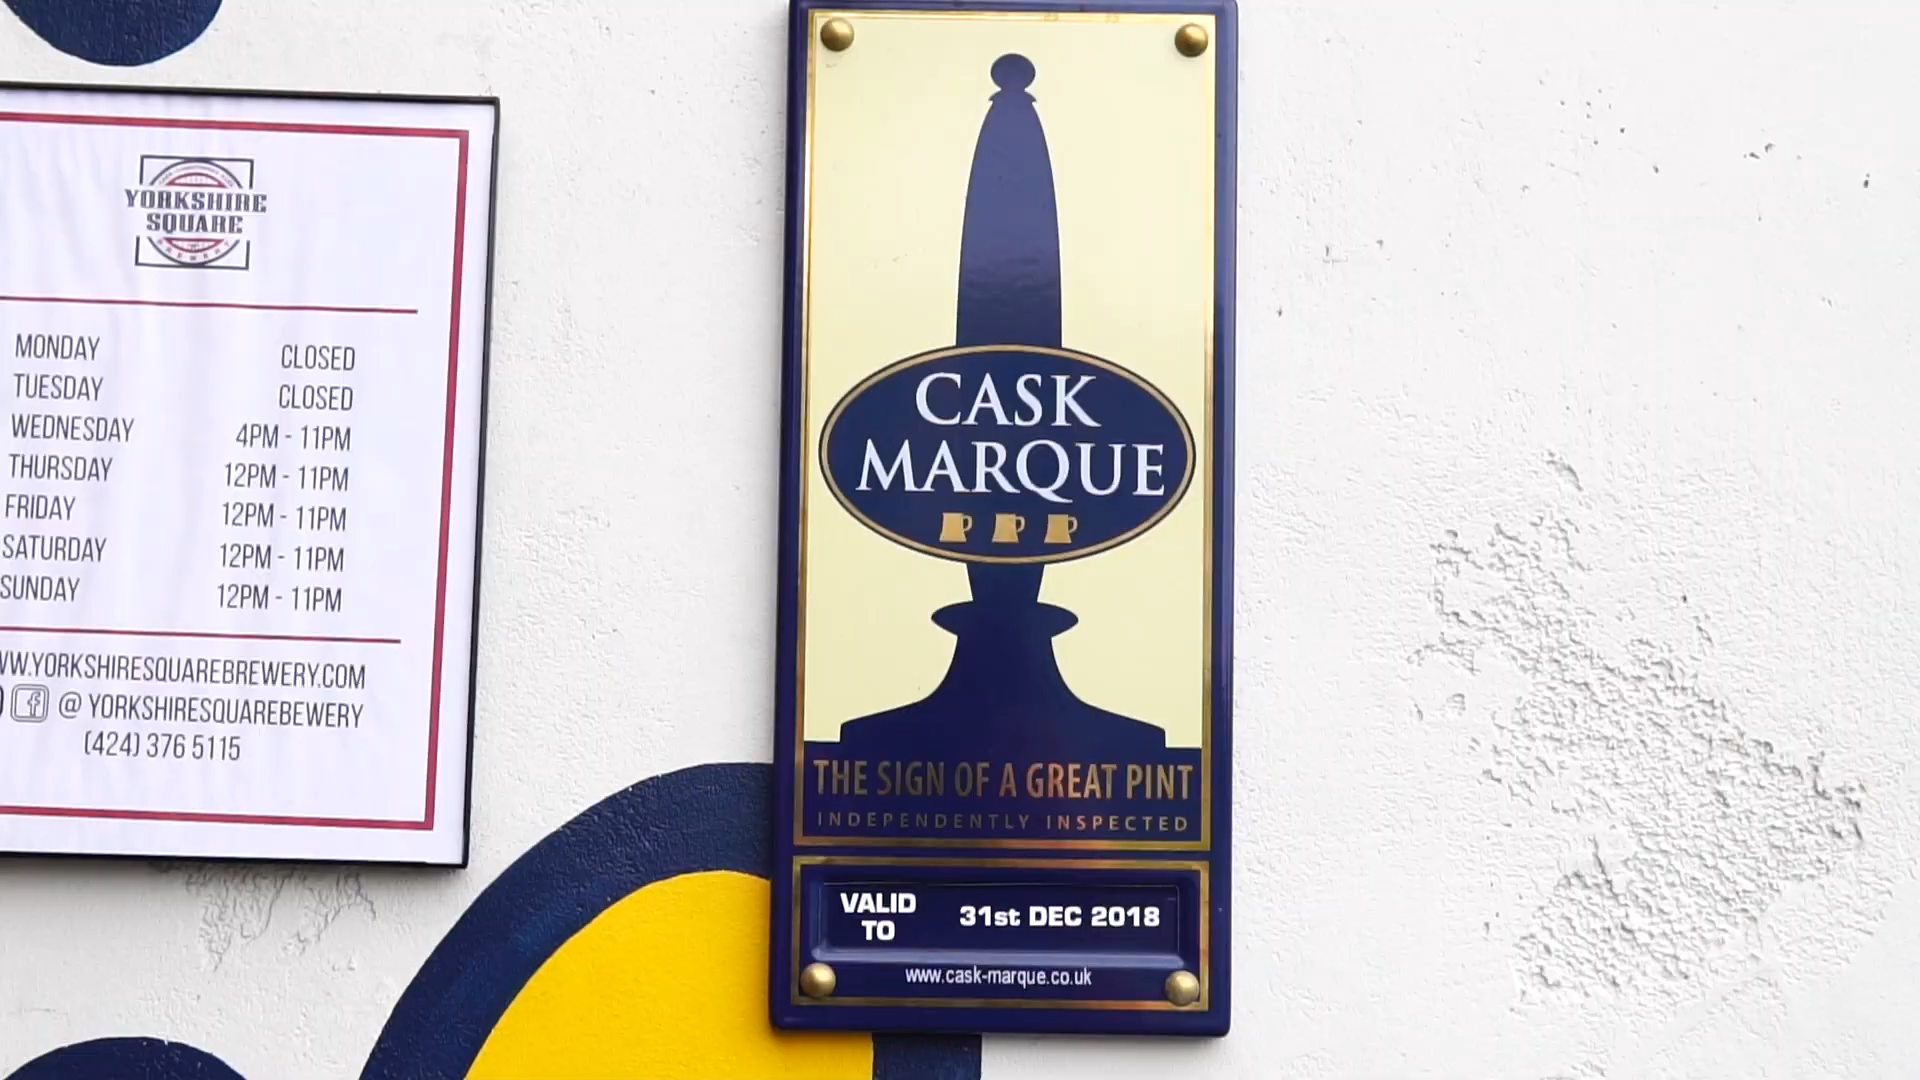 YORKSHIRE
SQUARE
BREWERY
MONDAY CLOSED
TUESDAY CLOSED
WEDNESDAY 4PM - 11PM
THURSDAY 12PM - 11PM
FRIDAY 12PM - 11PM
SATURDAY 12PM - 11PM
SUNDAY 12PM - 11PM
WW.YORKSHIRESQUAREBREWERY.COM
@ YORKSHIRESQUAREBEWERY
(424) 376 5115
CASK
MARQUE
THE SIGN OF A GREAT PINT
INDEPENDENTLY INSPECTED
VALID
TO
31st DEC 2018
www.cask-marque.co.uk